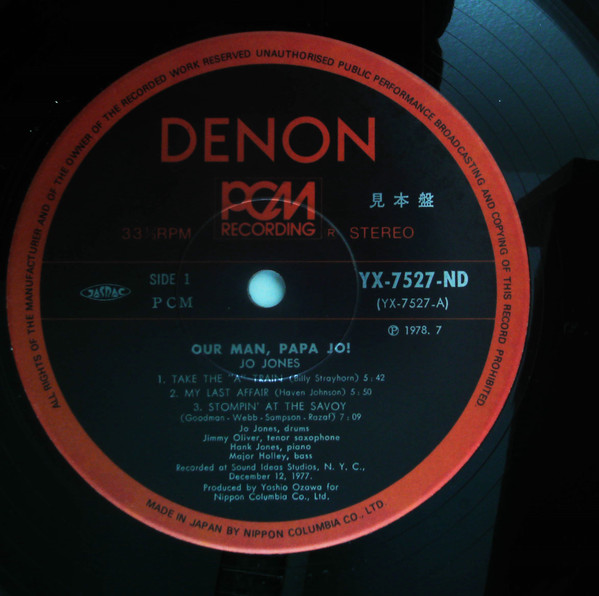 ALL RIGHTS OF THE MANUFACTURER AND OF THE OWNER OF THE RECORDED WORK RESERVED UNAUTHORISED PUBLIC PERFORMANCE BROADCASTING AND COPYING OF THIS RECORD PROHIBITED
DENON
PCM
RECORDING
見本盤
33⅓RPM
R STEREO
JASRAC
SIDE 1
PCM
YX-7527-ND
(YX-7527-A)
Ⓟ 1978. 7
OUR MAN, PAPA JO!
JO JONES
1. TAKE THE "A" TRAIN (Billy Strayhorn) 5:42
2. MY LAST AFFAIR (Haven Johnson) 5:50
3. STOMPIN' AT THE SAVOY
(Goodman-Webb-Sampson-Razaf) 7:09
Jo Jones, drums
Jimmy Oliver, tenor saxophone
Hank Jones, piano
Major Holley, bass
Recorded at Sound Ideas Studios, N. Y. C.,
December 12, 1977.
Produced by Yoshio Ozawa for
Nippon Columbia Co., Ltd.
MADE IN JAPAN BY NIPPON COLUMBIA CO., LTD.